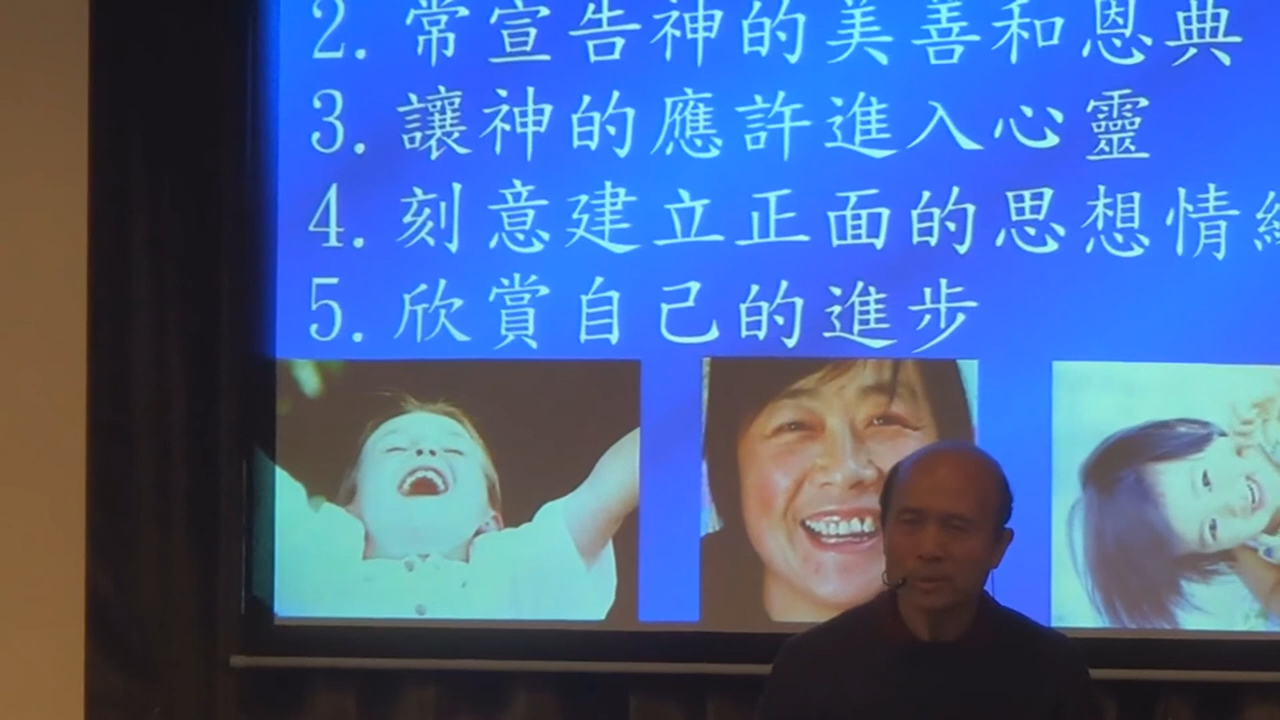 2. 常宣告神的美善和恩典
3. 讓神的應許進入心靈
4. 刻意建立正面的思想情
5. 欣賞自己的進步